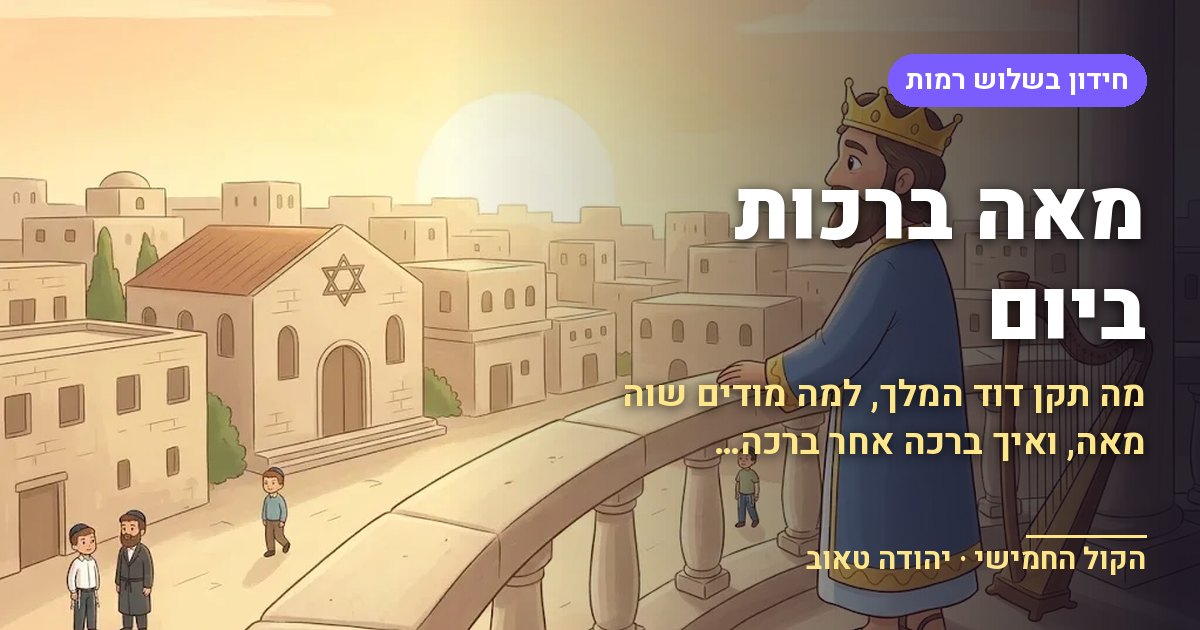 חידון בשלוש רמות
מאה ברכות
ביום
מה תקן דוד המלך, למה מודים שוה
מאה, ואיך ברכה אחר ברכה...
הקול החמישי · יהודה טאוב